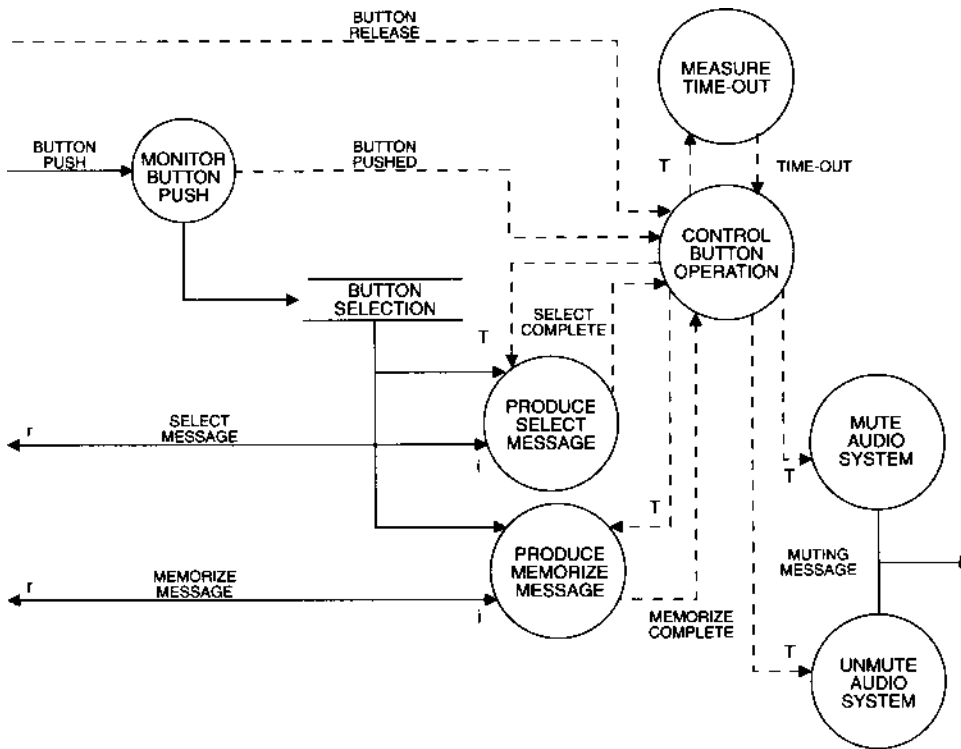 BUTTON
RELEASE
MEASURE
TIME-OUT
BUTTON
PUSH
MONITOR
BUTTON
PUSH
BUTTON
PUSHED
T
TIME-OUT
CONTROL
BUTTON
OPERATION
BUTTON
SELECTION
SELECT
COMPLETE
T
PRODUCE
SELECT
MESSAGE
r
SELECT
MESSAGE
i
MUTE
AUDIO
SYSTEM
T
T
PRODUCE
MEMORIZE
MESSAGE
r
MEMORIZE
MESSAGE
i
MUTING
MESSAGE
MEMORIZE
COMPLETE
T
UNMUTE
AUDIO
SYSTEM